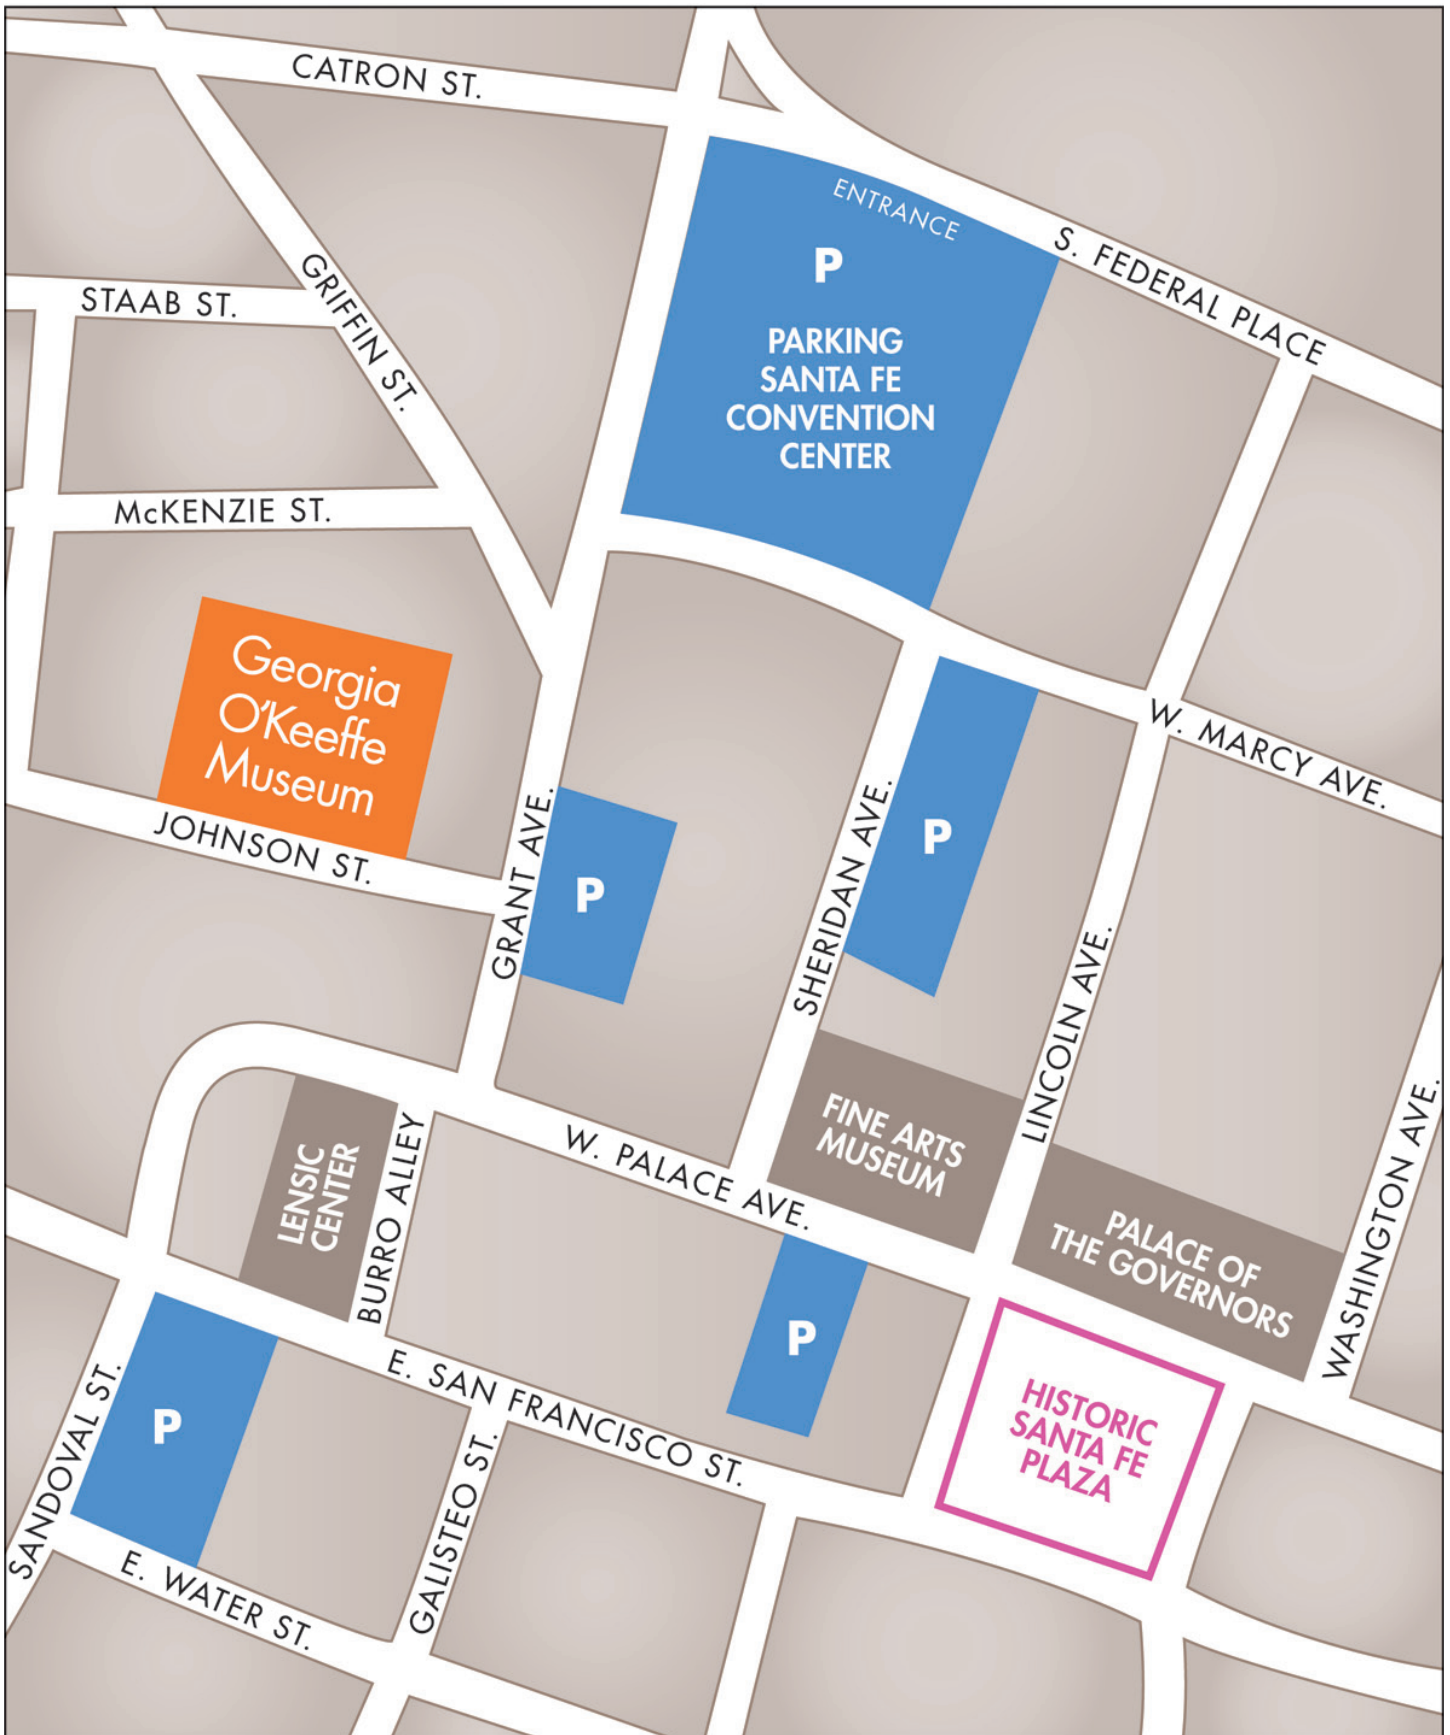 CATRON ST.
ENTRANCE
S. FEDERAL PLACE
P
PARKING
SANTA FE
CONVENTION
CENTER
GRIFFIN ST.
STAAB ST.
McKENZIE ST.
Georgia
O'Keeffe
Museum
W. MARCY AVE.
JOHNSON ST.
GRANT AVE.
P
SHERIDAN AVE.
P
LINCOLN AVE.
FINE ARTS
MUSEUM
WASHINGTON AVE.
LENSIC
CENTER
BURRO ALLEY
W. PALACE AVE.
PALACE OF
THE GOVERNORS
P
HISTORIC
SANTA FE
PLAZA
E. SAN FRANCISCO ST.
SANDOVAL ST.
P
GALISTEO ST.
E. WATER ST.